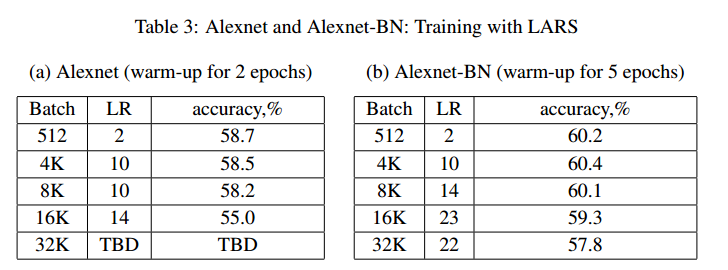 Table 3: Alexnet and Alexnet-BN: Training with LARS
(a) Alexnet (warm-up for 2 epochs)
Batch LR accuracy,%
512 2 58.7
4K 10 58.5
8K 10 58.2
16K 14 55.0
32K TBD TBD
(b) Alexnet-BN (warm-up for 5 epochs)
Batch LR accuracy,%
512 2 60.2
4K 10 60.4
8K 14 60.1
16K 23 59.3
32K 22 57.8